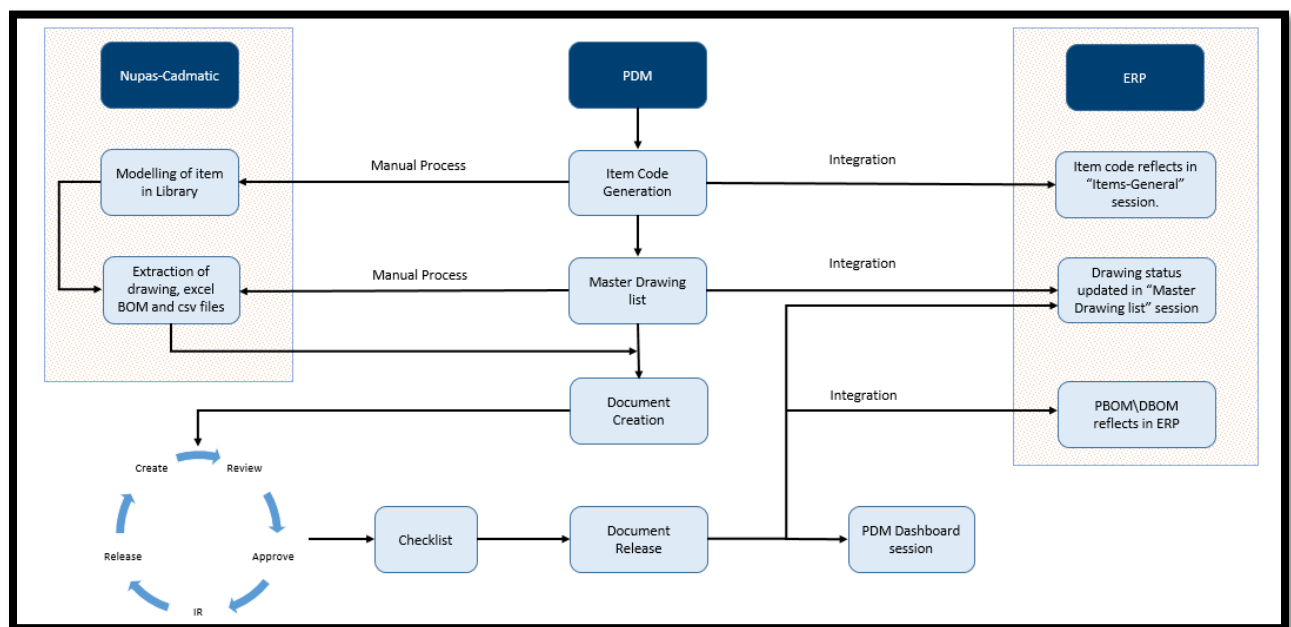 Nupas-Cadmatic
PDM
ERP
Manual Process
Integration
Modelling of item
in Library
Item Code
Generation
Item code reflects in
“Items-General”
session.
Manual Process
Integration
Extraction of
drawing, excel
BOM and csv files
Master Drawing
list
Drawing status
updated in “Master
Drawing list” session
Document
Creation
Integration
PBOM\DBOM
reflects in ERP
Create
Review
Release
Approve
IR
Checklist
Document
Release
PDM Dashboard
session